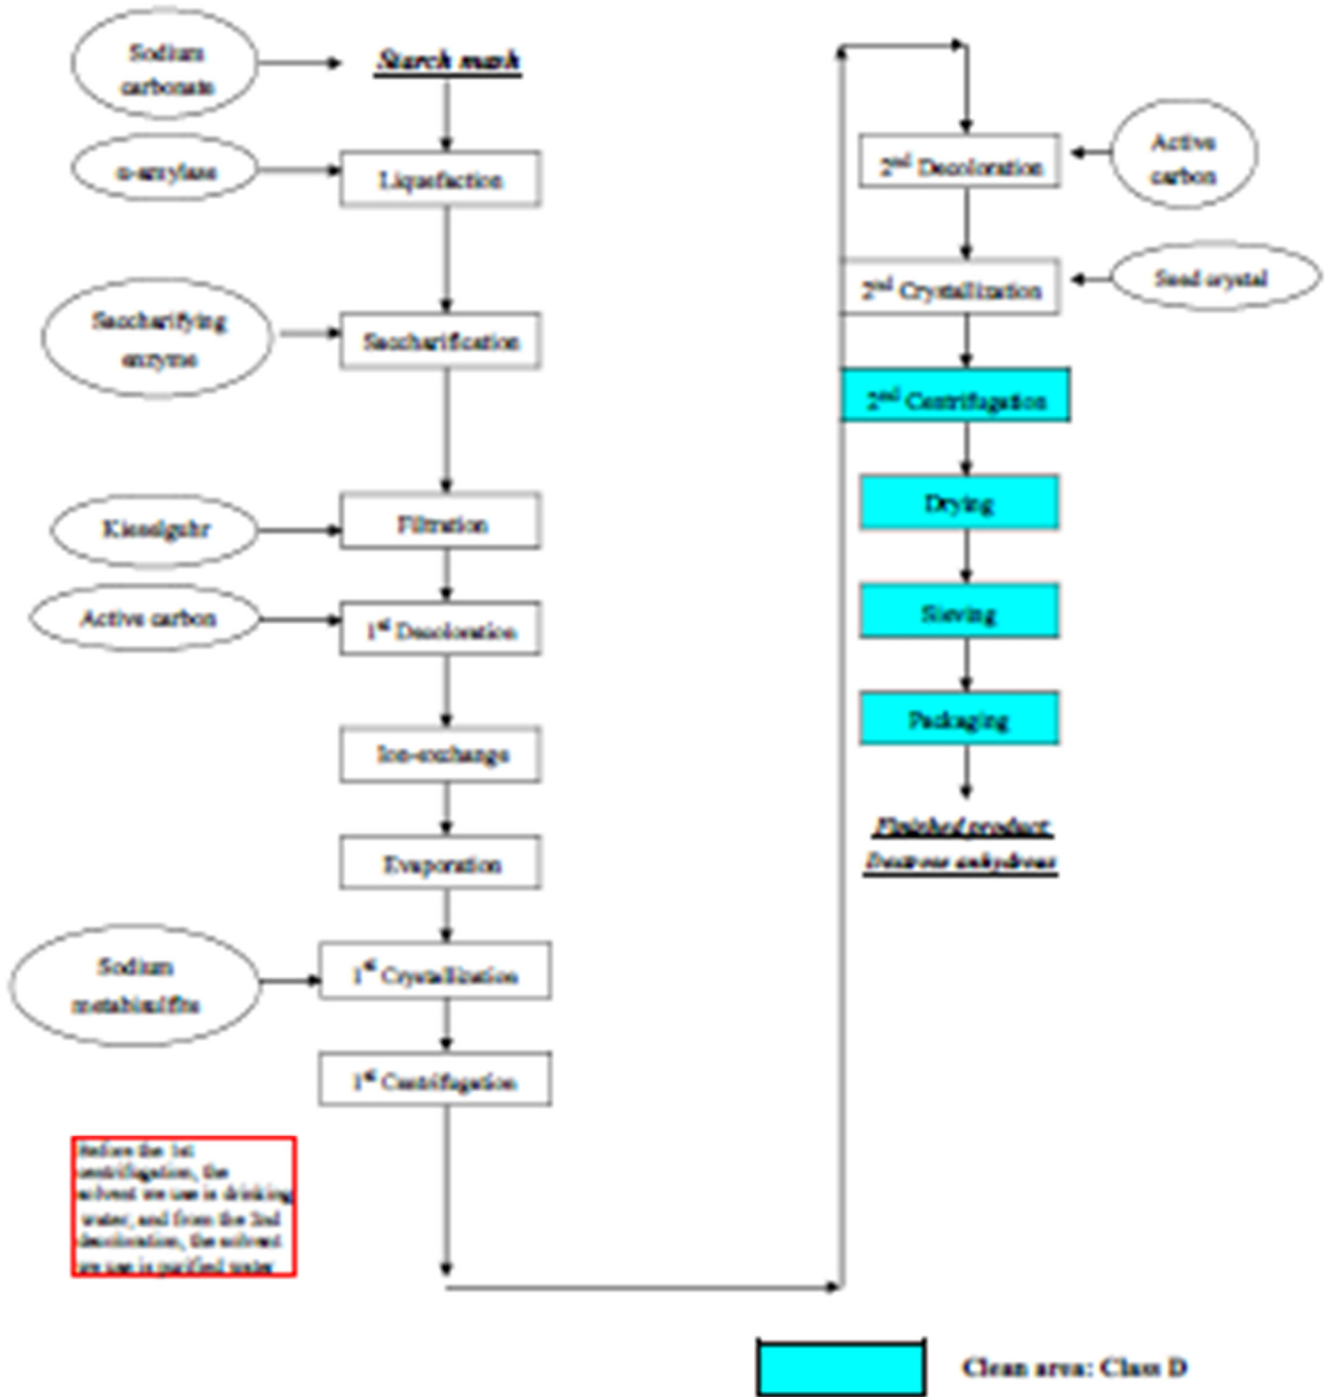 Sodium
carbonate
Starch mash
α-amylase
Liquefaction
Saccharifying
enzyme
Saccharification
Kieselguhr
Filtration
Active carbon
1st Decoloration
Ion-exchange
Evaporation
Sodium
metabisulfite
1st Crystallization
1st Centrifugation
Before the 1st
centrifugation, the
solvent we use is drinking
water, and from the 2nd
decoloration, the solvent
we use is purified water
2nd Decoloration
Active
carbon
2nd Crystallization
Seed crystal
2nd Centrifugation
Drying
Sieving
Packaging
Finished product:
Dextrose anhydrous
Clean area: Class D